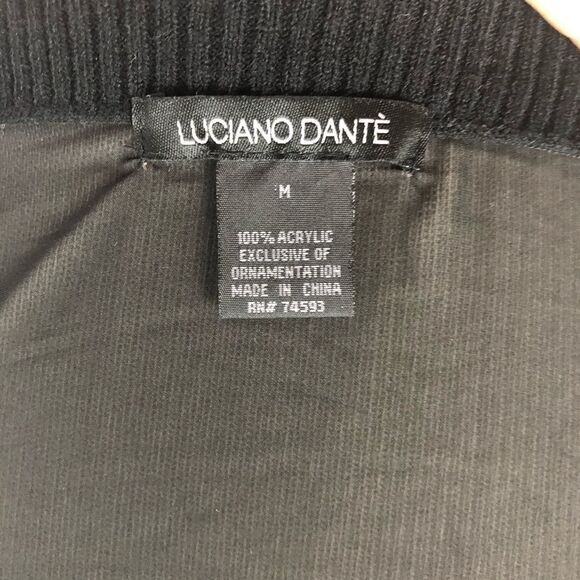 LUCIANO DANTÈ
M
100% ACRYLIC
EXCLUSIVE OF
ORNAMENTATION
MADE IN CHINA
RN# 74593